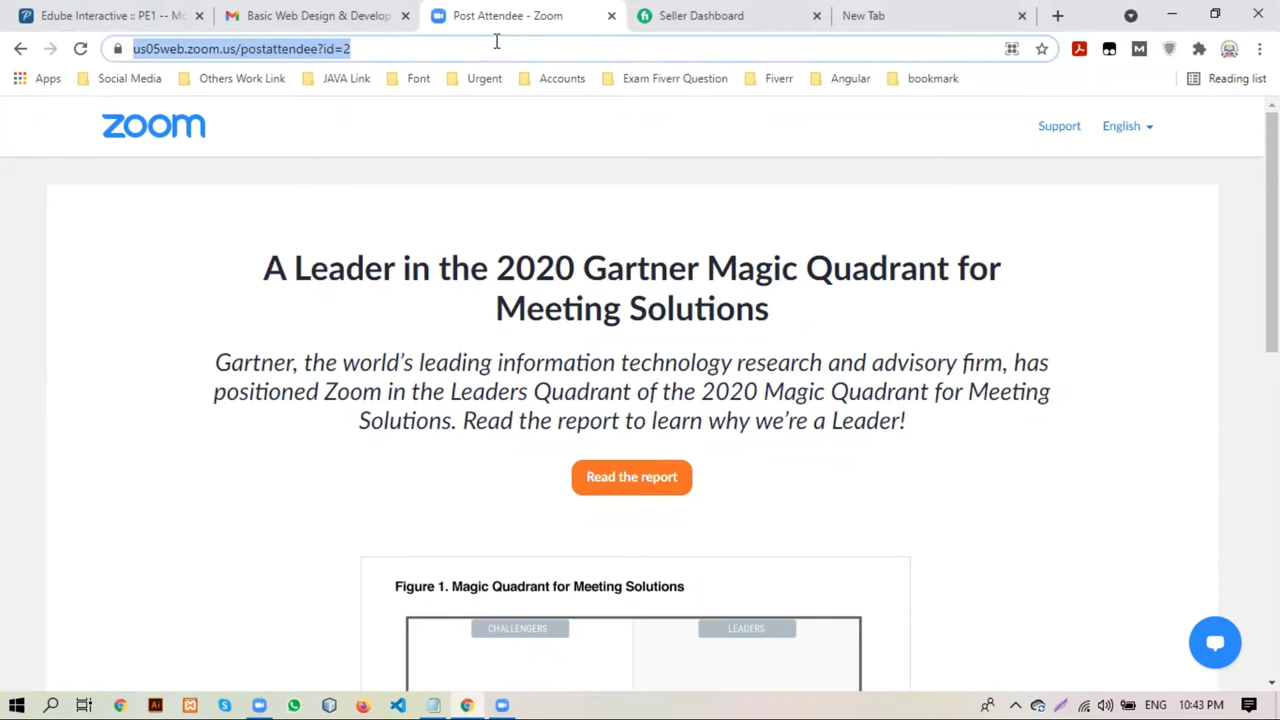 Edube Interactive :: PE1 -- Mo
Basic Web Design & Develop
Post Attendee - Zoom
Seller Dashboard
New Tab
us05web.zoom.us/postattendee?id=2
Apps
Social Media
Others Work Link
JAVA Link
Font
Urgent
Accounts
Exam Fiverr Question
Fiverr
Angular
bookmark
Reading list
zoom
Support
English
A Leader in the 2020 Gartner Magic Quadrant for
Meeting Solutions
Gartner, the world's leading information technology research and advisory firm, has
positioned Zoom in the Leaders Quadrant of the 2020 Magic Quadrant for Meeting
Solutions. Read the report to learn why we're a Leader!
Read the report
Figure 1. Magic Quadrant for Meeting Solutions
CHALLENGERS
LEADERS
ENG
10:43 PM